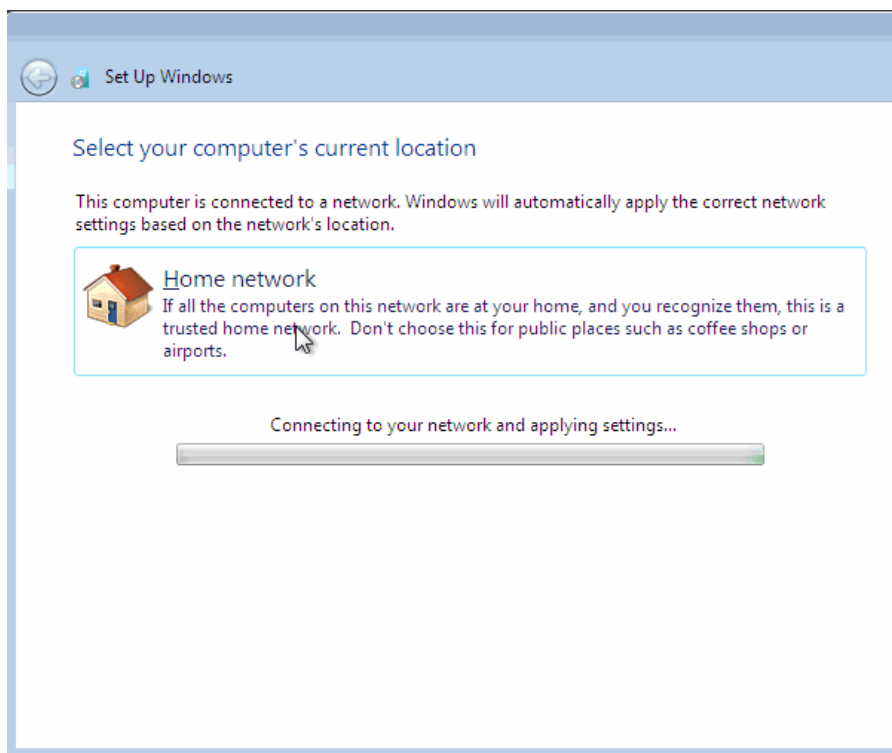 Set Up Windows
Select your computer's current location
This computer is connected to a network. Windows will automatically apply the correct network
settings based on the network's location.
Home network
If all the computers on this network are at your home, and you recognize them, this is a
trusted home network.  Don't choose this for public places such as coffee shops or
airports.
Connecting to your network and applying settings...